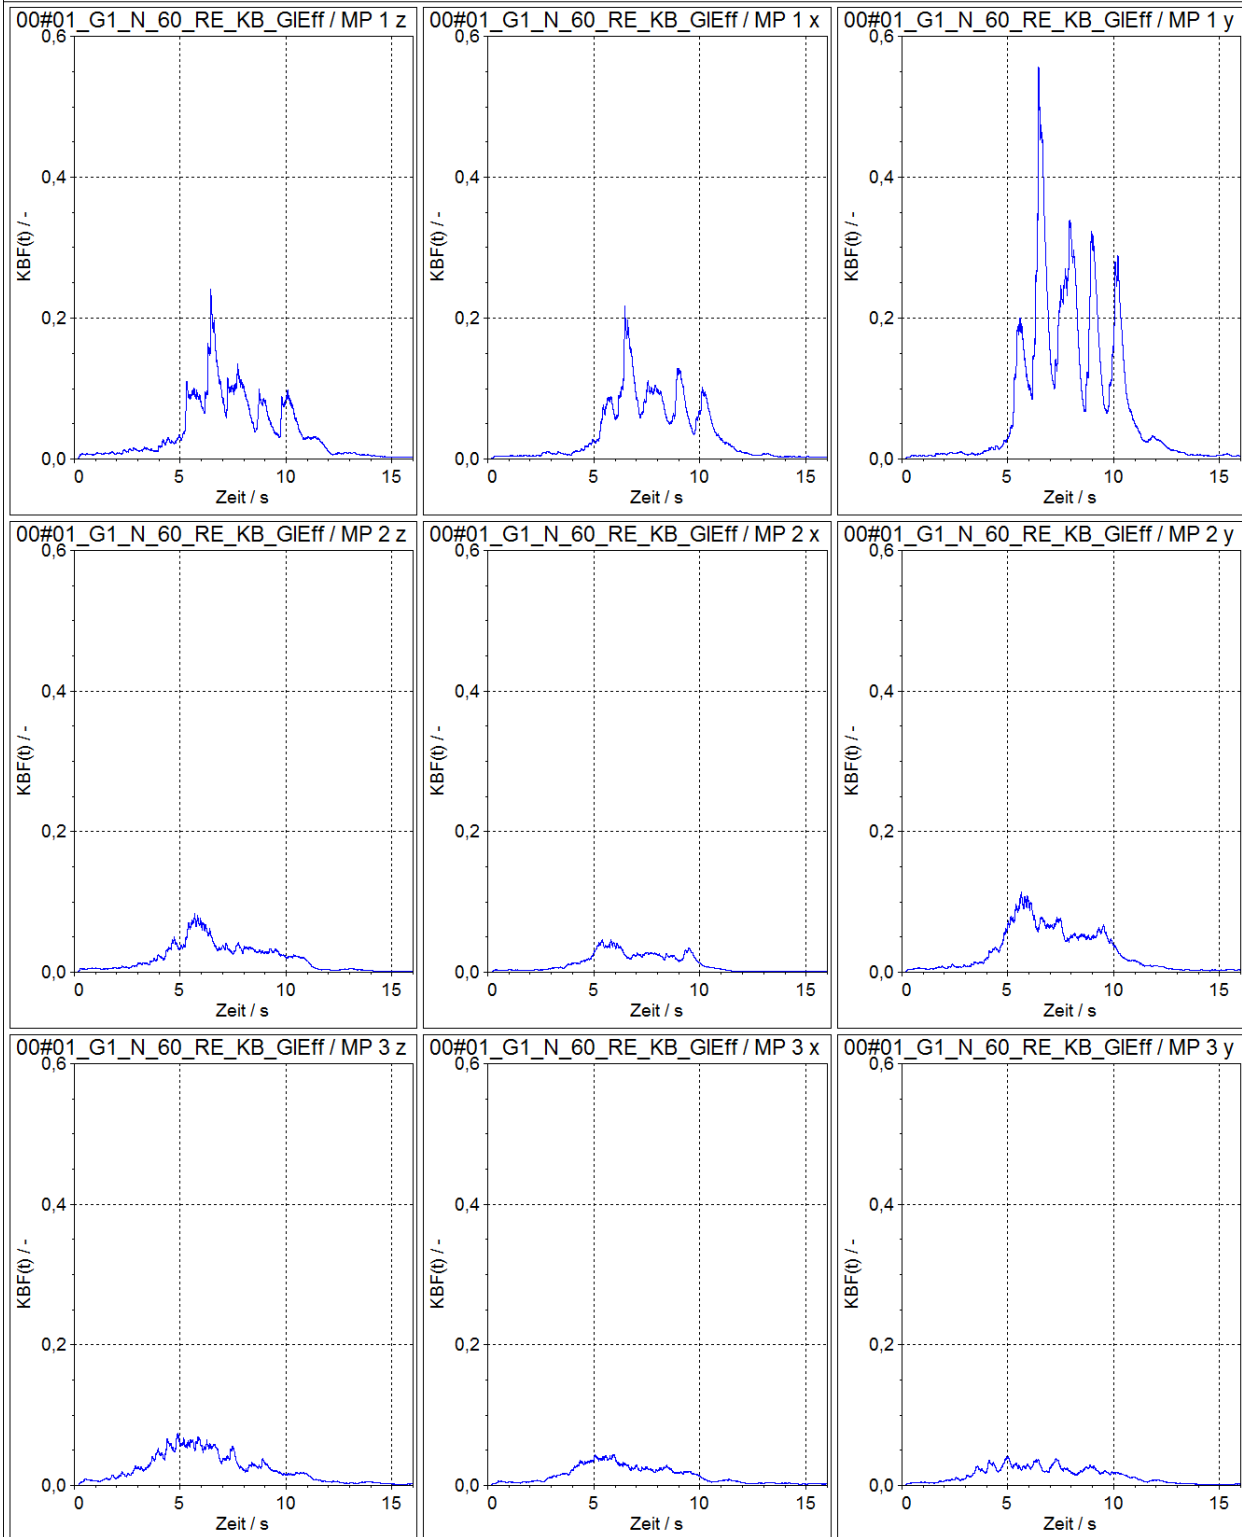 00#01_G1_N_60_RE_KB_GlEff / MP 1 z
0,6
0,4
0,2
0,0
KBF(t) / -
0
5
10
15
Zeit / s
00#01_G1_N_60_RE_KB_GlEff / MP 1 x
0,6
0,4
0,2
0,0
KBF(t) / -
0
5
10
15
Zeit / s
00#01_G1_N_60_RE_KB_GlEff / MP 1 y
0,6
0,4
0,2
0,0
KBF(t) / -
0
5
10
15
Zeit / s
00#01_G1_N_60_RE_KB_GlEff / MP 2 z
0,6
0,4
0,2
0,0
KBF(t) / -
0
5
10
15
Zeit / s
00#01_G1_N_60_RE_KB_GlEff / MP 2 x
0,6
0,4
0,2
0,0
KBF(t) / -
0
5
10
15
Zeit / s
00#01_G1_N_60_RE_KB_GlEff / MP 2 y
0,6
0,4
0,2
0,0
KBF(t) / -
0
5
10
15
Zeit / s
00#01_G1_N_60_RE_KB_GlEff / MP 3 z
0,6
0,4
0,2
0,0
KBF(t) / -
0
5
10
15
Zeit / s
00#01_G1_N_60_RE_KB_GlEff / MP 3 x
0,6
0,4
0,2
0,0
KBF(t) / -
0
5
10
15
Zeit / s
00#01_G1_N_60_RE_KB_GlEff / MP 3 y
0,6
0,4
0,2
0,0
KBF(t) / -
0
5
10
15
Zeit / s